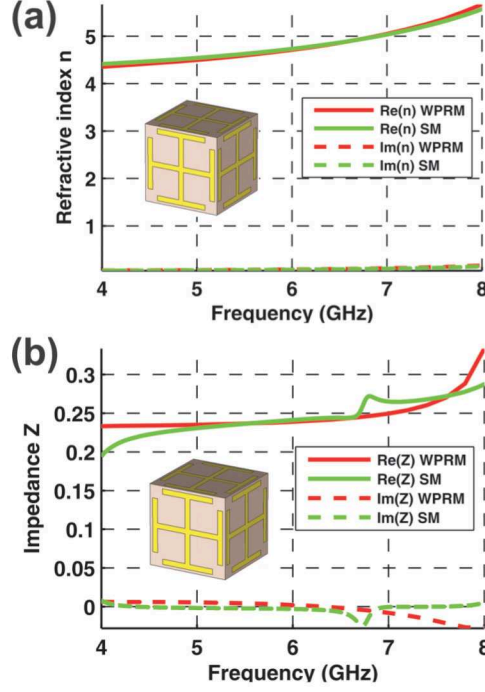 (a)
Refractive index n
5
4
3
2
1
Re(n) WPRM
Re(n) SM
Im(n) WPRM
Im(n) SM
4 5 6 7 8
Frequency (GHz)
(b)
Impedance Z
0.3
0.25
0.2
0.15
0.1
0.05
0
Re(Z) WPRM
Re(Z) SM
Im(Z) WPRM
Im(Z) SM
4 5 6 7 8
Frequency (GHz)